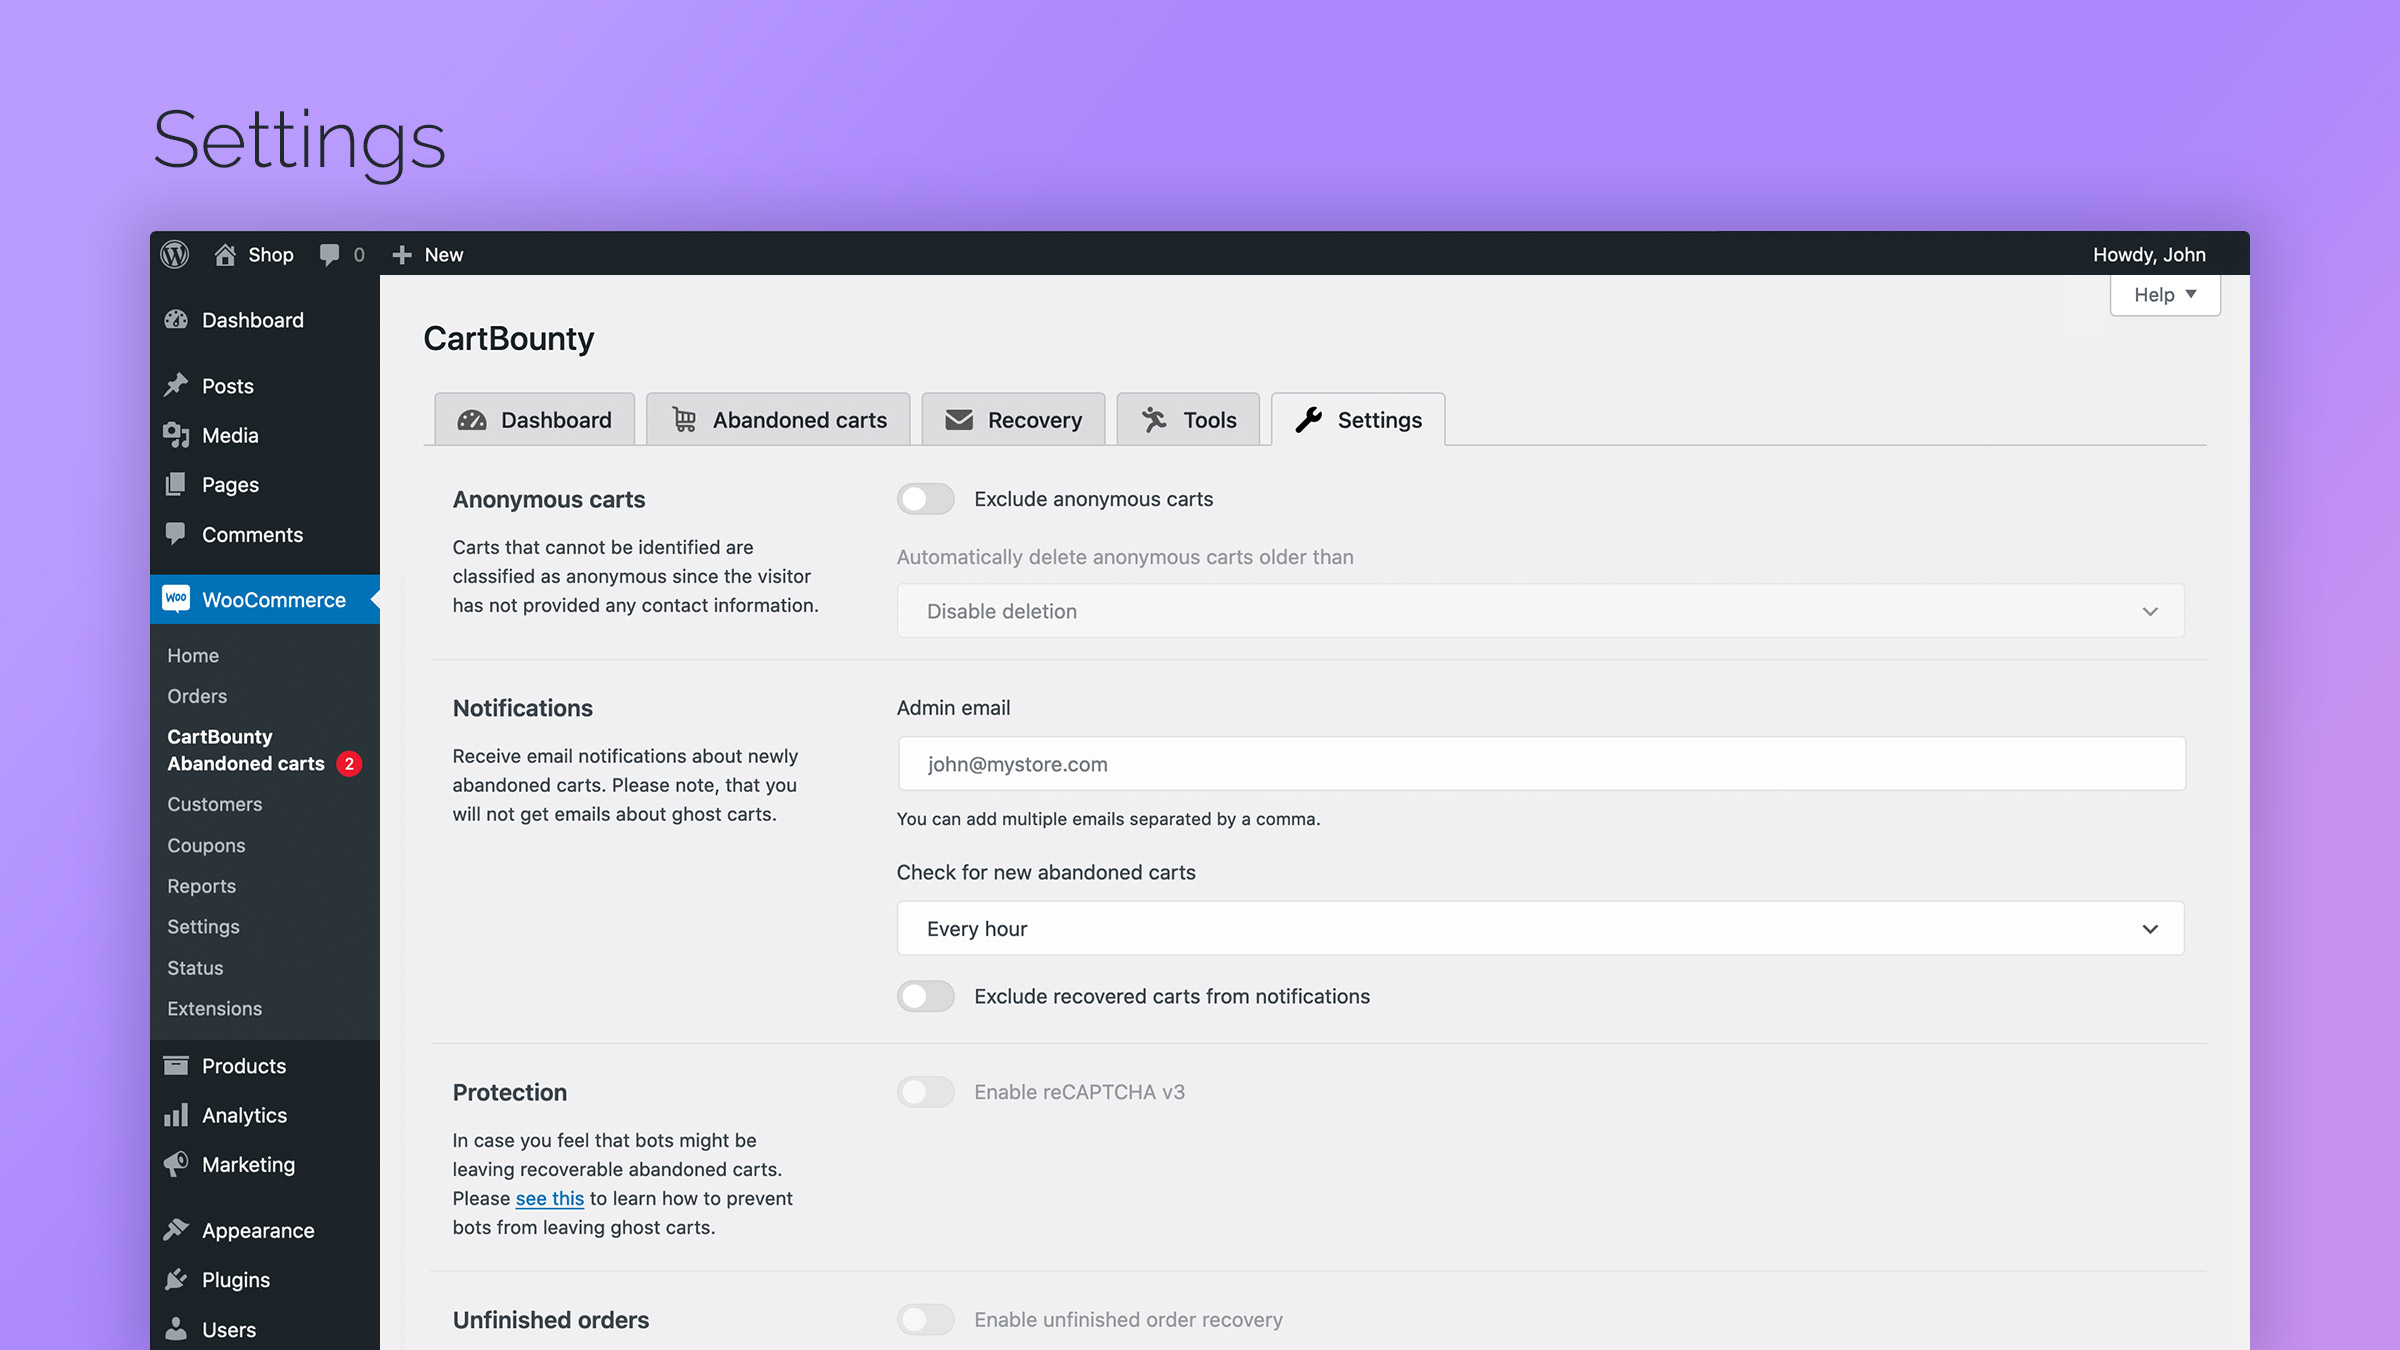 Settings
Shop 0 New Howdy, John
Help
Dashboard
Posts
Media
Pages
Comments
Woo WooCommerce
Home
Orders
CartBounty
Abandoned carts 2
Customers
Coupons
Reports
Settings
Status
Extensions
Products
Analytics
Marketing
Appearance
Plugins
Users
CartBounty
Dashboard Abandoned carts Recovery Tools Settings
Anonymous carts
Carts that cannot be identified are
classified as anonymous since the visitor
has not provided any contact information.
Exclude anonymous carts
Automatically delete anonymous carts older than
Disable deletion
Notifications
Receive email notifications about newly
abandoned carts. Please note, that you
will not get emails about ghost carts.
Admin email
john@mystore.com
You can add multiple emails separated by a comma.
Check for new abandoned carts
Every hour
Exclude recovered carts from notifications
Protection
In case you feel that bots might be
leaving recoverable abandoned carts.
Please see this to learn how to prevent
bots from leaving ghost carts.
Enable reCAPTCHA v3
Unfinished orders
Enable unfinished order recovery